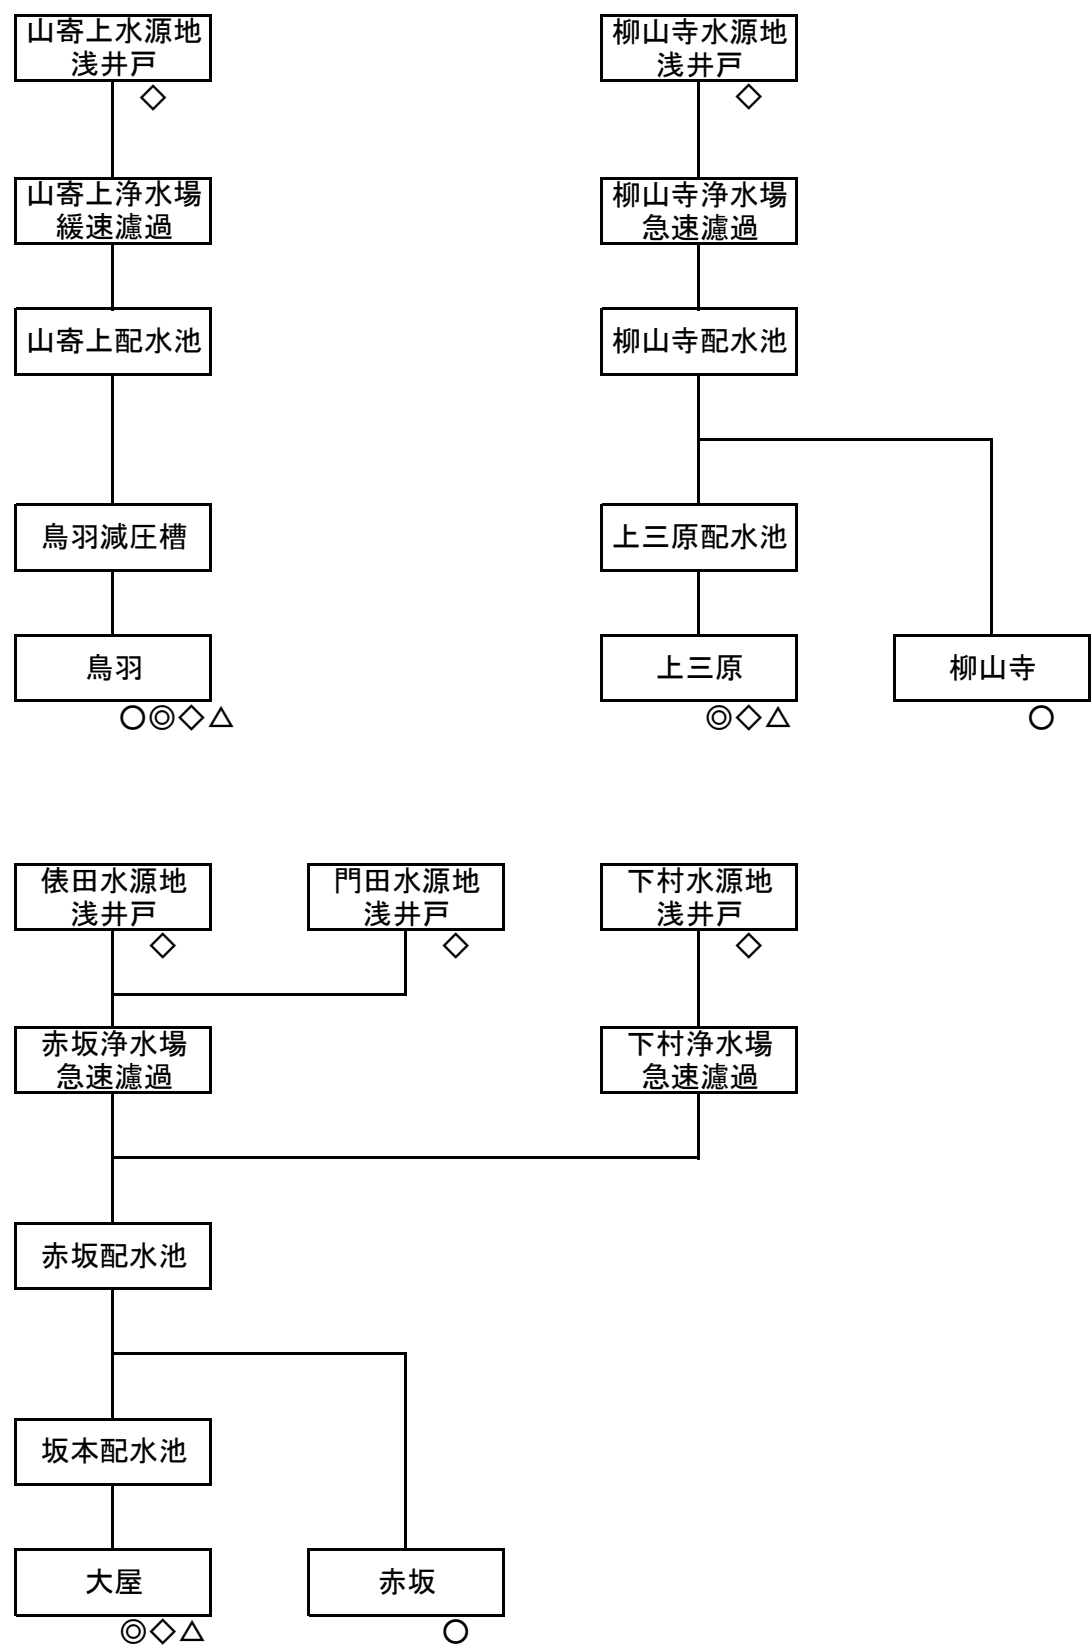 山寄上水源地
浅井戸
◇
柳山寺水源地
浅井戸
◇
山寄上浄水場
緩速濾過
柳山寺浄水場
急速濾過
山寄上配水池
柳山寺配水池
鳥羽減圧槽
上三原配水池
鳥羽
○◎◇△
上三原
◎◇△
柳山寺
○
俵田水源地
浅井戸
◇
門田水源地
浅井戸
◇
下村水源地
浅井戸
◇
赤坂浄水場
急速濾過
下村浄水場
急速濾過
赤坂配水池
坂本配水池
大屋
◎◇△
赤坂
○